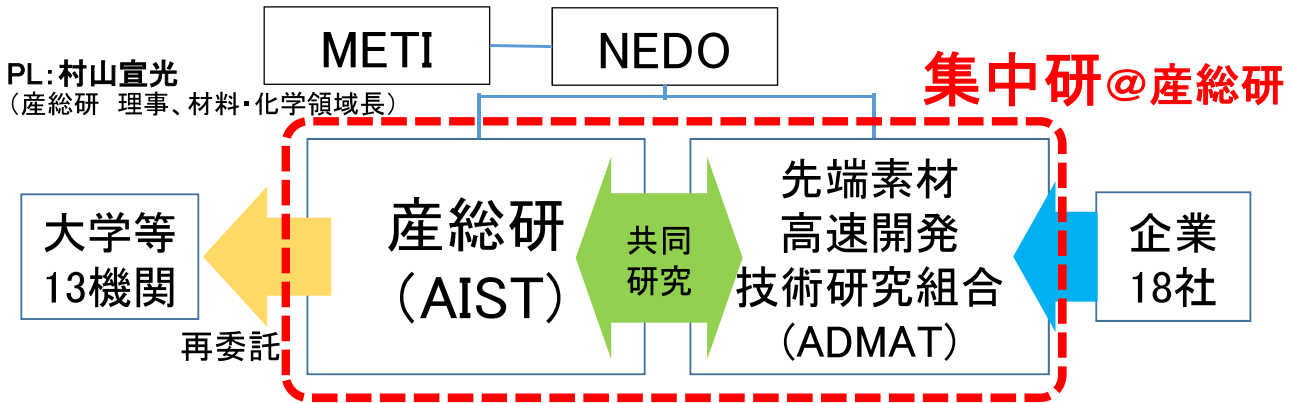 METI
NEDO
PL:村山宣光
（産総研　理事、材料・化学領域長）
集中研@産総研
大学等
13機関
再委託
産総研
（AIST）
共同
研究
先端素材
高速開発
技術研究組合
（ADMAT）
企業
18社